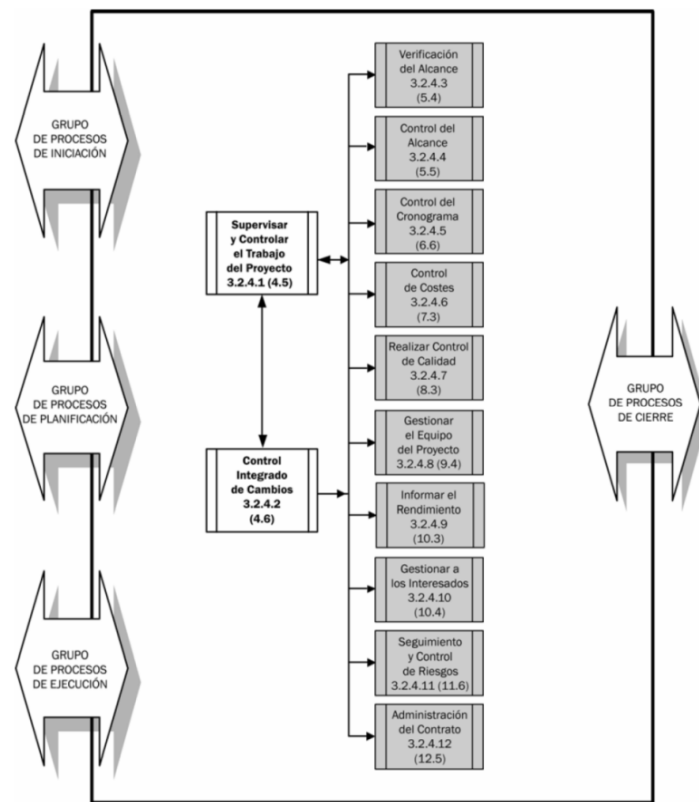 GRUPO
DE PROCESOS
DE INICIACIÓN
GRUPO
DE PROCESOS
DE PLANIFICACIÓN
GRUPO
DE PROCESOS
DE EJECUCIÓN
Supervisar
y Controlar
el Trabajo
del Proyecto
3.2.4.1 (4.5)
Control
Integrado
de Cambios
3.2.4.2
(4.6)
Verificación
del Alcance
3.2.4.3
(5.4)
Control del
Alcance
3.2.4.4
(5.5)
Control del
Cronograma
3.2.4.5
(6.6)
Control
de Costes
3.2.4.6
(7.3)
Realizar Control
de Calidad
3.2.4.7
(8.3)
Gestionar
el Equipo
del Proyecto
3.2.4.8 (9.4)
Informar el
Rendimiento
3.2.4.9
(10.3)
Gestionar a
los Interesados
3.2.4.10
(10.4)
Seguimiento
y Control
de Riesgos
3.2.4.11 (11.6)
Administración
del Contrato
3.2.4.12
(12.5)
GRUPO
DE PROCESOS
DE CIERRE